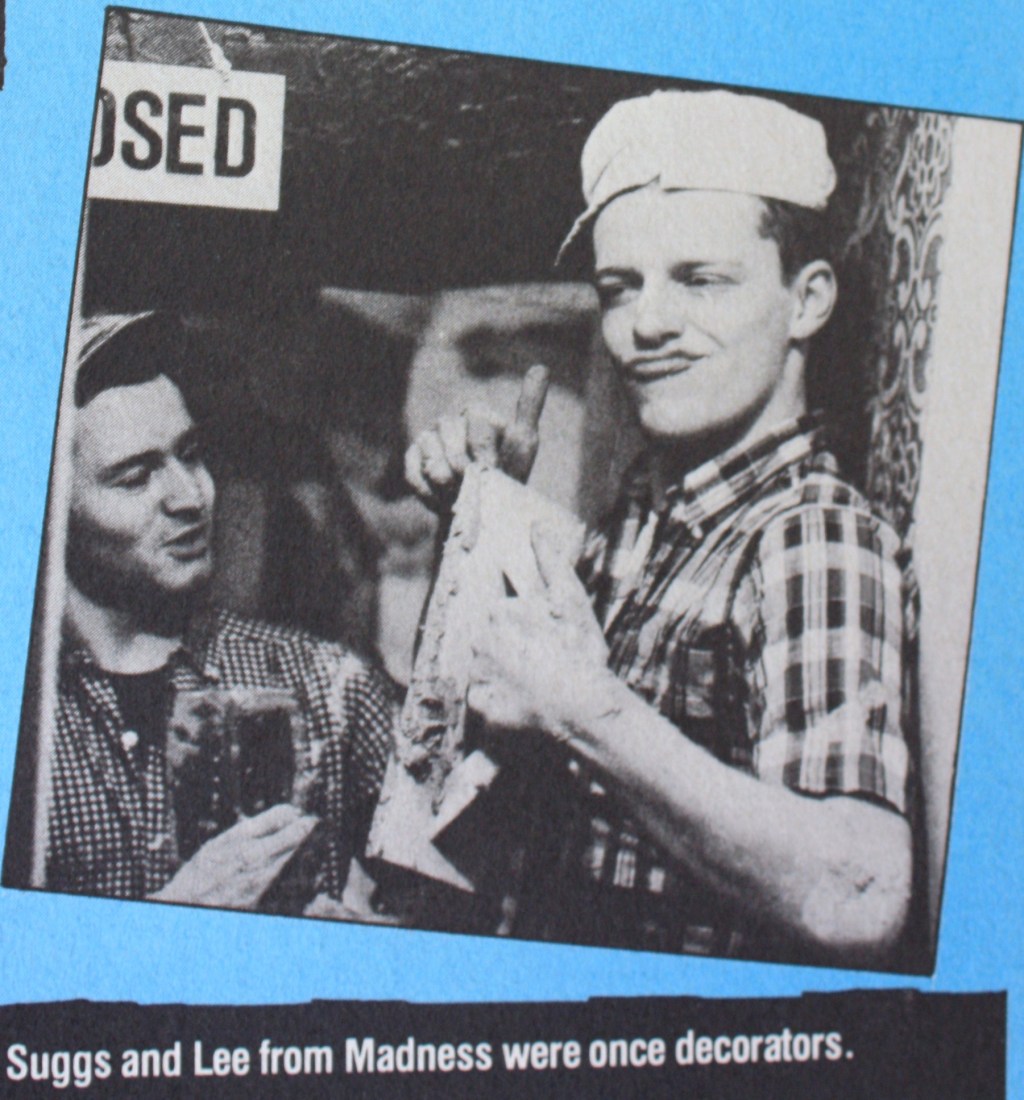 OSED
Suggs and Lee from Madness were once decorators.